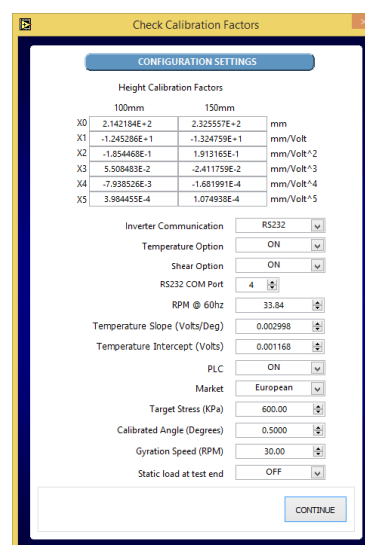 Check Calibration Factors
CONFIGURATION SETTINGS
Height Calibration Factors
100mm 150mm
X0 2.142184E+2 2.325557E+2 mm
X1 -1.245286E+1 -1.324759E+1 mm/Volt
X2 -1.854468E-1 1.913165E-1 mm/Volt^2
X3 5.508483E-2 -2.411759E-2 mm/Volt^3
X4 -7.938526E-3 -1.681991E-4 mm/Volt^4
X5 3.984455E-4 1.074938E-4 mm/Volt^5
Inverter Communication RS232
Temperature Option ON
Shear Option ON
RS232 COM Port 4
RPM @ 60hz 33.84
Temperature Slope (Volts/Deg) 0.002998
Temperature Intercept (Volts) 0.001168
PLC ON
Market European
Target Stress (KPa) 600.00
Calibrated Angle (Degrees) 0.5000
Gyration Speed (RPM) 30.00
Static load at test end OFF
CONTINUE